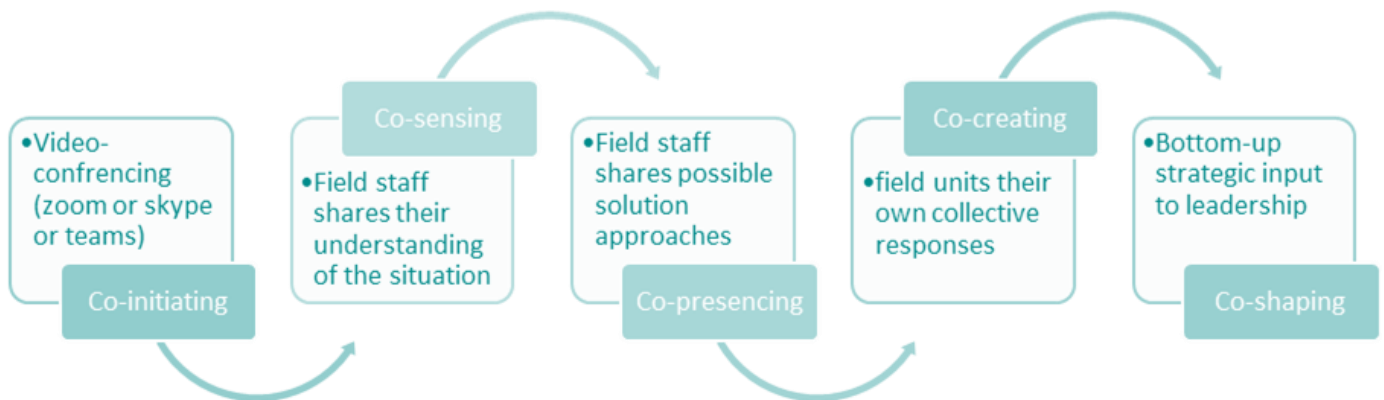 •Video-
confrencing
(zoom or skype
or teams)
Co-initiating
Co-sensing
•Field staff
shares their
understanding
of the situation
•Field staff
shares possible
solution
approaches
Co-presencing
Co-creating
•field units their
own collective
responses
•Bottom-up
strategic input
to leadership
Co-shaping